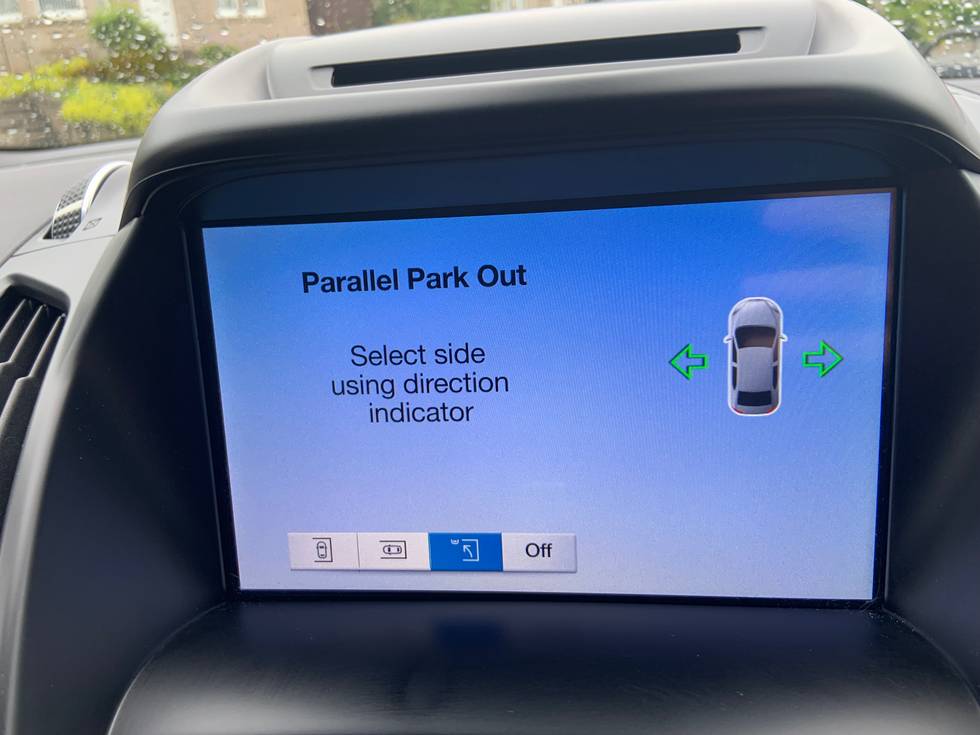 Parallel Park Out
Select side
using direction
indicator
Off